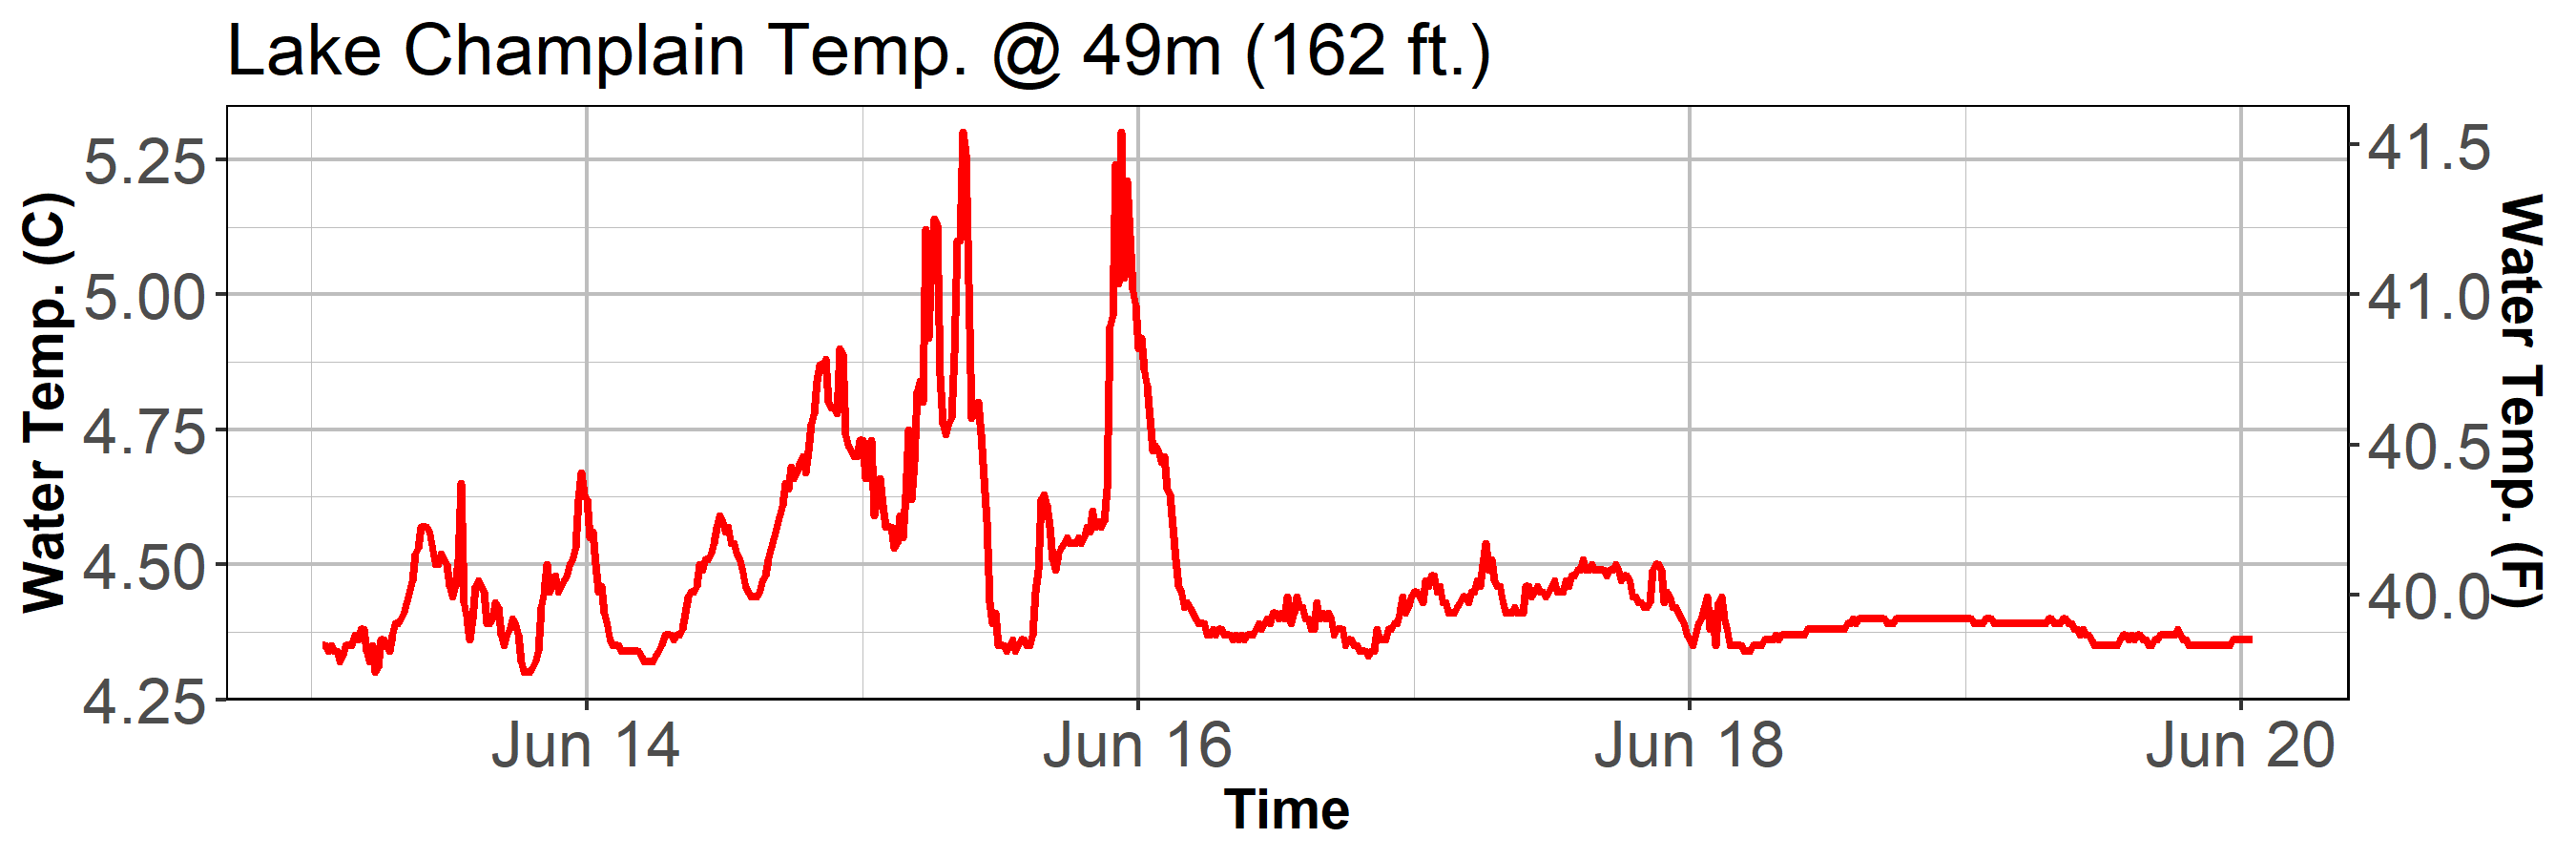 Lake Champlain Temp. @ 49m (162 ft.)
Water Temp. (C)
5.25
5.00
4.75
4.50
4.25
41.5
41.0
40.5
40.0
Water Temp. (F)
Jun 14
Jun 16
Jun 18
Jun 20
Time